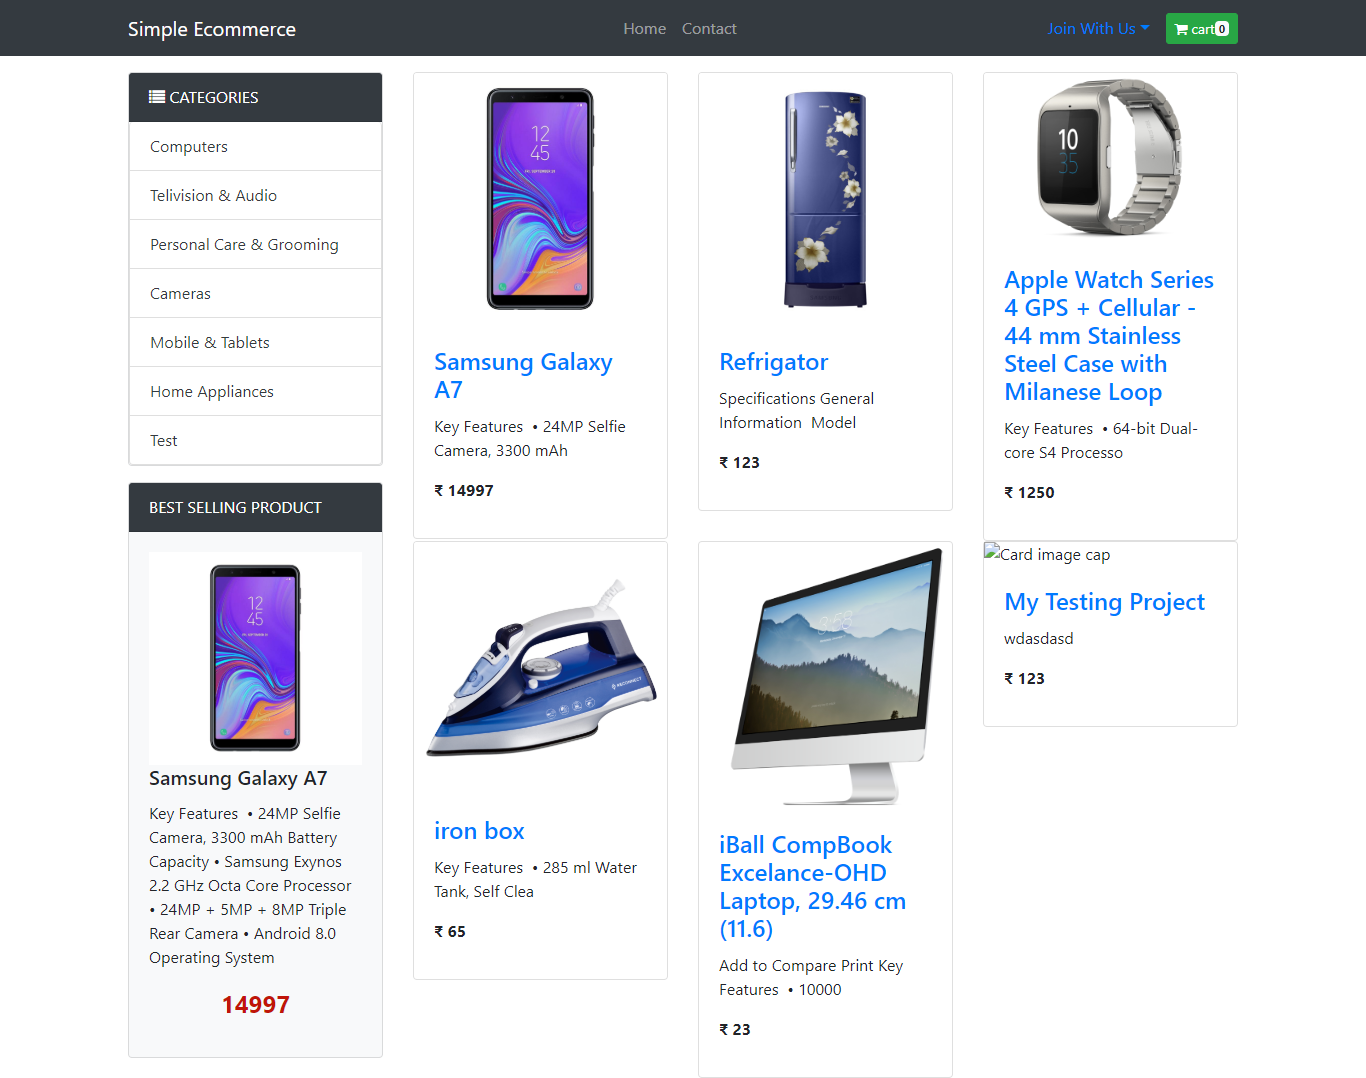 Simple Ecommerce
Home
Contact
Join With Us
cart 0
CATEGORIES
Computers
Telivision & Audio
Personal Care & Grooming
Cameras
Mobile & Tablets
Home Appliances
Test
BEST SELLING PRODUCT
12
45
Samsung Galaxy A7
Key Features • 24MP Selfie
Camera, 3300 mAh Battery
Capacity • Samsung Exynos
2.2 GHz Octa Core Processor
• 24MP + 5MP + 8MP Triple
Rear Camera • Android 8.0
Operating System
14997
12
45
Samsung Galaxy
A7
Key Features • 24MP Selfie
Camera, 3300 mAh
₹ 14997
Refrigator
Specifications General
Information Model
₹ 123
10
35
Apple Watch Series
4 GPS + Cellular -
44 mm Stainless
Steel Case with
Milanese Loop
Key Features • 64-bit Dual-
core S4 Processo
₹ 1250
RECONNECT
iron box
Key Features • 285 ml Water
Tank, Self Clea
₹ 65
iBall CompBook
Excelance-OHD
Laptop, 29.46 cm
(11.6)
Add to Compare Print Key
Features • 10000
₹ 23
Card image cap
My Testing Project
wdasdasd
₹ 123